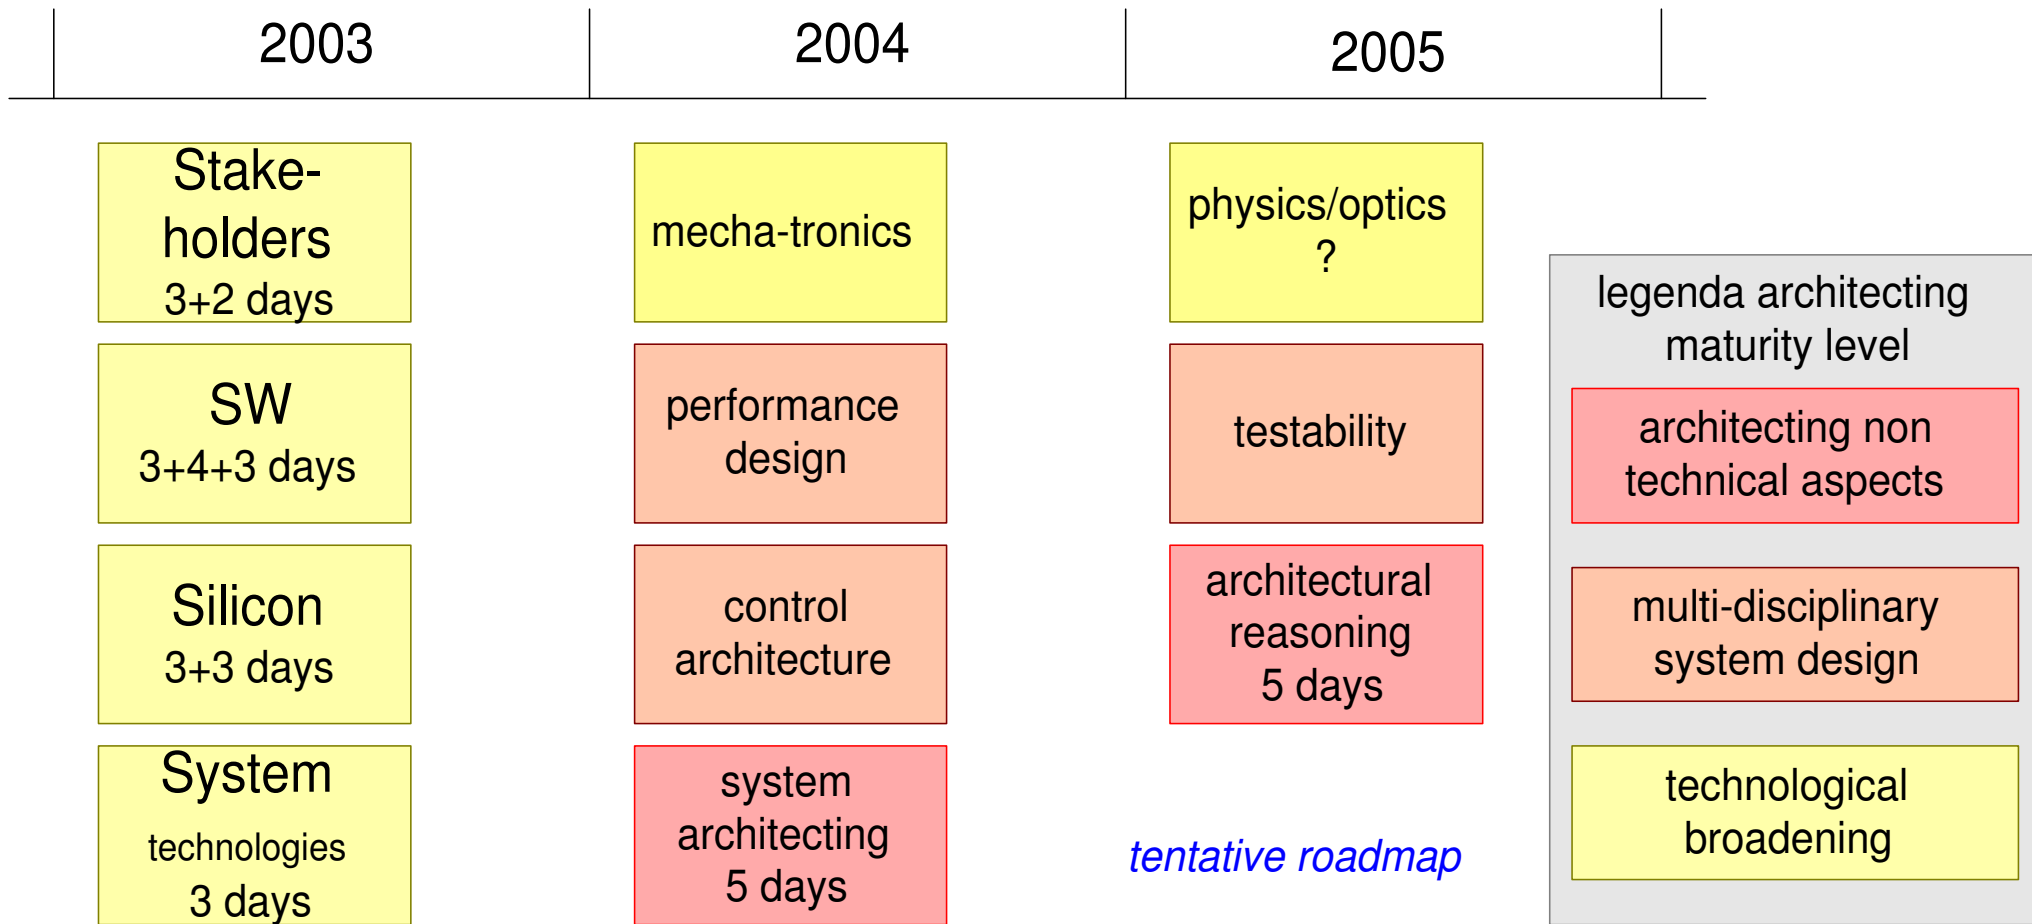 2003
2004
2005
Stake-
holders
3+2 days
SW
3+4+3 days
Silicon
3+3 days
System
technologies
3 days
mecha-tronics
performance
design
control
architecture
system
architecting
5 days
physics/optics
?
testability
architectural
reasoning
5 days
tentative roadmap
legenda architecting
maturity level
architecting non
technical aspects
multi-disciplinary
system design
technological
broadening